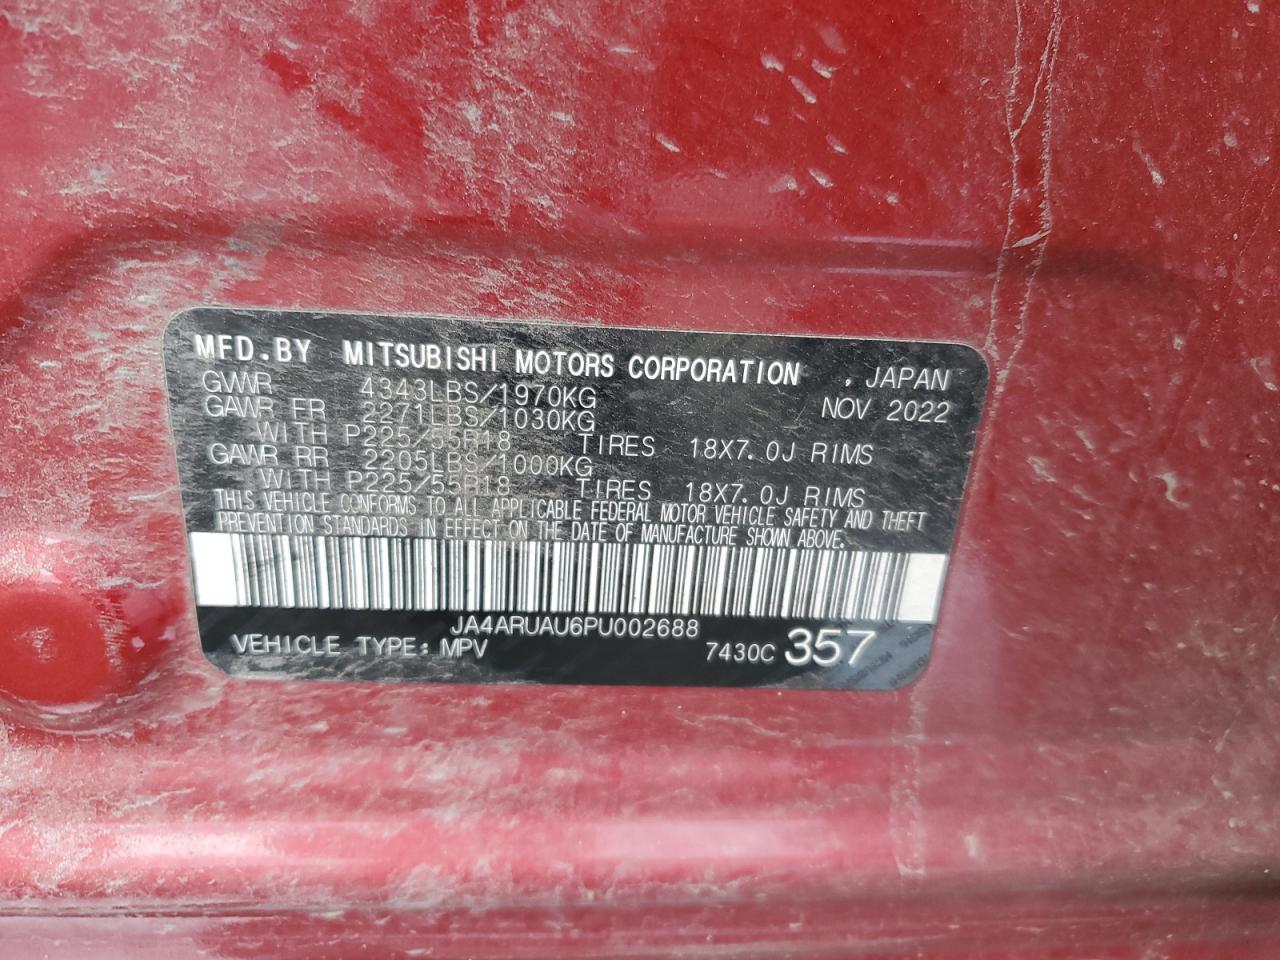 MFD.BY MITSUBISHI MOTORS CORPORATION , JAPAN
GVWR 4343LBS/1970KG NOV 2022
GAWR FR 2271LBS/1030KG
WITH P225/55R18 TIRES 18X7.0J RIMS
GAWR RR 2205LBS/1000KG
WITH P225/55R18 TIRES 18X7.0J RIMS
THIS VEHICLE CONFORMS TO ALL APPLICABLE FEDERAL MOTOR VEHICLE SAFETY AND THEFT
PREVENTION STANDARDS IN EFFECT ON THE DATE OF MANUFACTURE SHOWN ABOVE.
JA4ARUAU6PU002688
VEHICLE TYPE: MPV 7430C 357